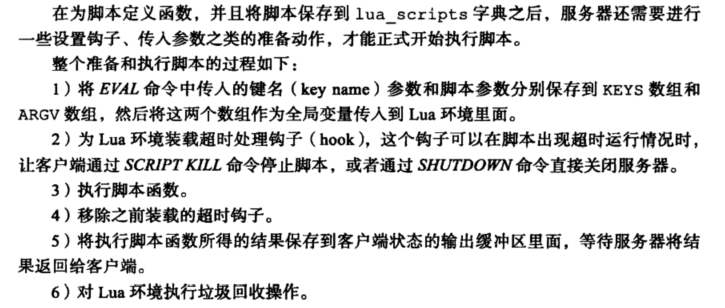 在为脚本定义函数，并且将脚本保存到 lua_scripts 字典之后，服务器还需要进行
一些设置钩子、传入参数之类的准备动作，才能正式开始执行脚本。
整个准备和执行脚本的过程如下：
1）将 EVAL 命令中传入的键名（key name）参数和脚本参数分别保存到 KEYS 数组和
ARGV 数组，然后将这两个数组作为全局变量传入到 Lua 环境里面。
2）为 Lua 环境装载超时处理钩子（hook），这个钩子可以在脚本出现超时运行情况时，
让客户端通过 SCRIPT KILL 命令停止脚本，或者通过 SHUTDOWN 命令直接关闭服务器。
3）执行脚本函数。
4）移除之前装载的超时钩子。
5）将执行脚本函数所得的结果保存到客户端状态的输出缓冲区里面，等待服务器将结
果返回给客户端。
6）对 Lua 环境执行垃圾回收操作。